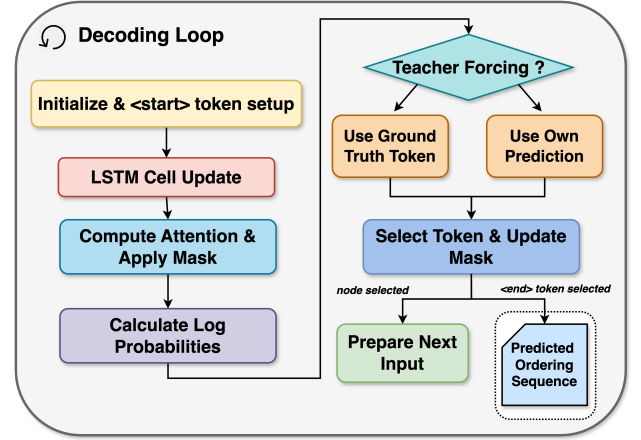 Decoding Loop
Initialize & <start> token setup
LSTM Cell Update
Compute Attention &
Apply Mask
Calculate Log
Probabilities
Teacher Forcing ?
Use Ground
Truth Token
Use Own
Prediction
Select Token & Update
Mask
node selected
<end> token selected
Prepare Next
Input
Predicted
Ordering
Sequence